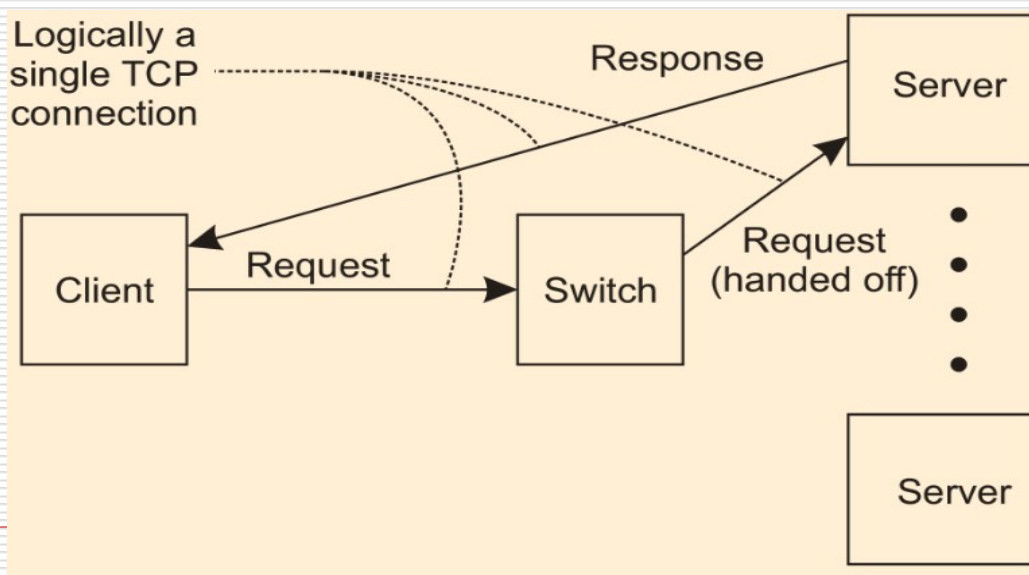 Logically a
single TCP
connection
Response
Server
Client
Request
Switch
Request
(handed off)
Server